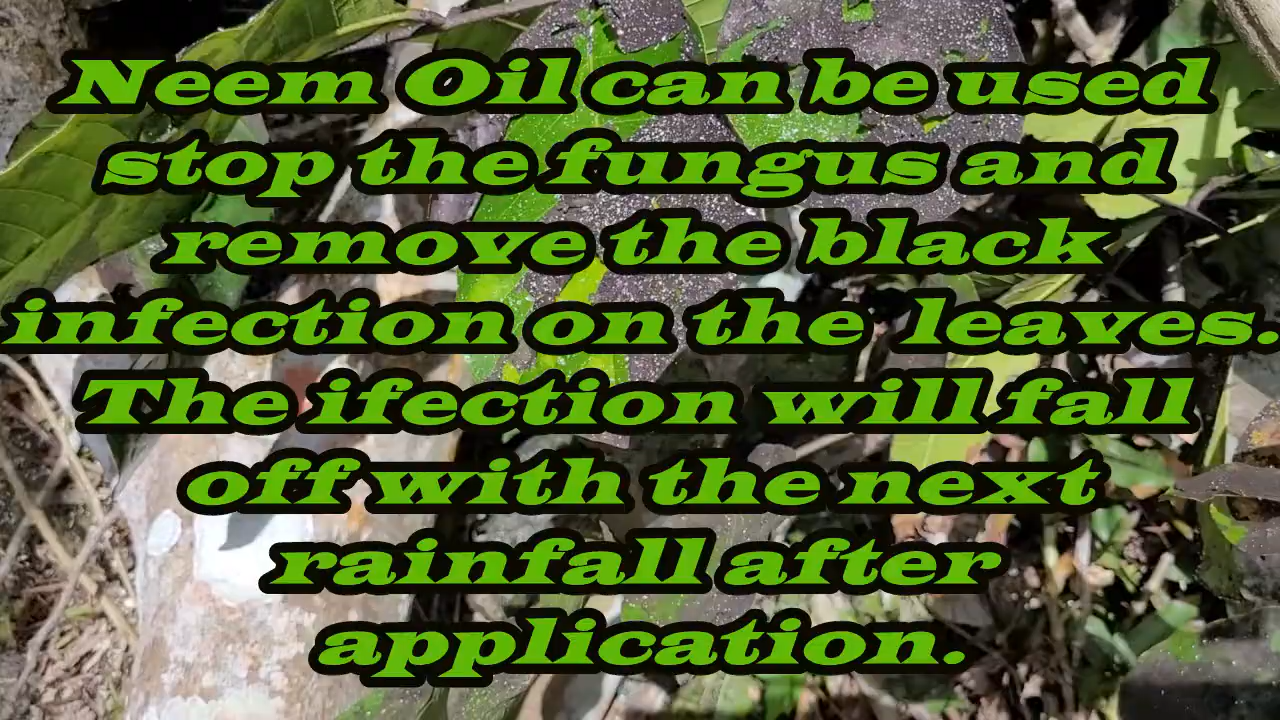 Neem Oil can be used
stop the fungus and
remove the black
infection on the leaves.
The ifection will fall
off with the next
rainfall after
application.